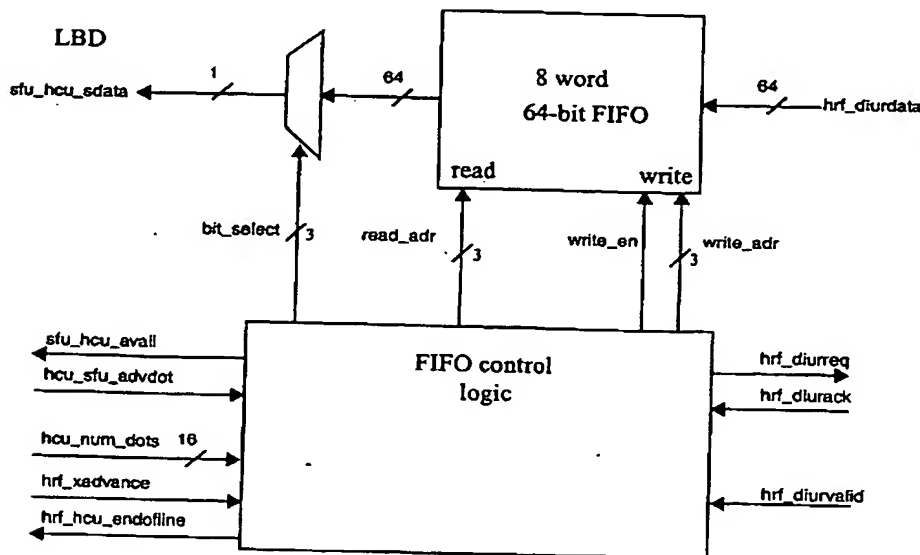 LBD
sfu_hcu_sdata
1
64
8 word
64-bit FIFO
64
hrf_diurdata
read
write
bit_select
3
read_adr
3
write_en
write_adr
3
sfu_hcu_avail
hcu_sfu_advdot
hcu_num_dots
16
hrf_xadvance
hrf_hcu_endofline
FIFO control
logic
hrf_diurreq
hrf_diurack
hrf_diurvalid